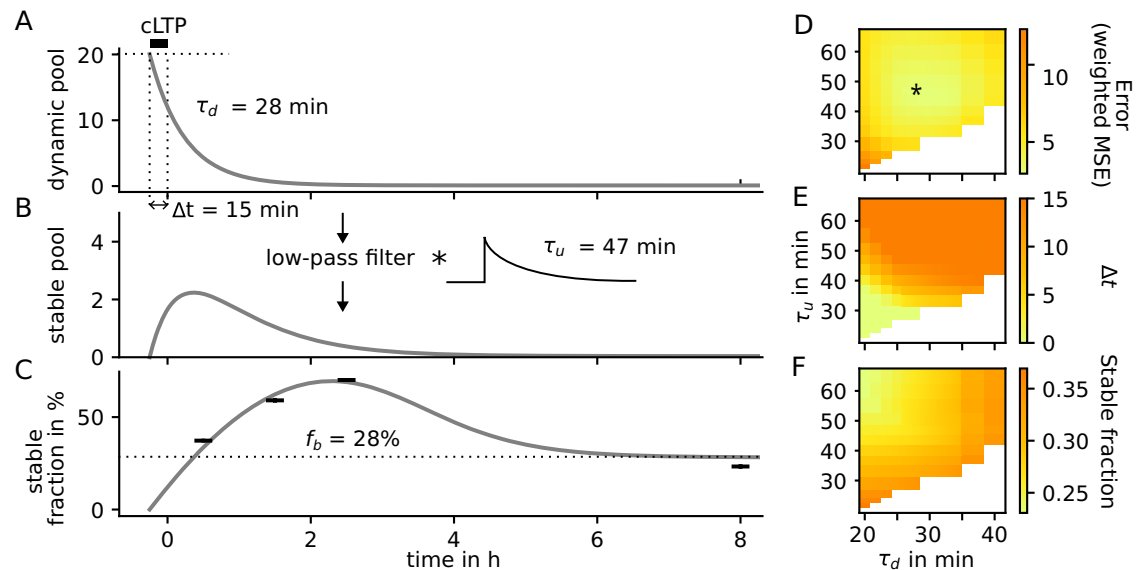 A
cLTP
20
10
0
dynamic pool
τd = 28 min
B
Δt = 15 min
4
2
0
stable pool
low-pass filter *
τu = 47 min
C
50
0
stable
fraction in %
fb = 28%
0 2 4 6 8
time in h
D
60
50
40
30
*
10
5
Error
(weighted MSE)
E
60
50
40
30
τu in min
15
10
5
0
Δt
F
60
50
40
30
20 30 40
τd in min
0.35
0.30
0.25
Stable fraction